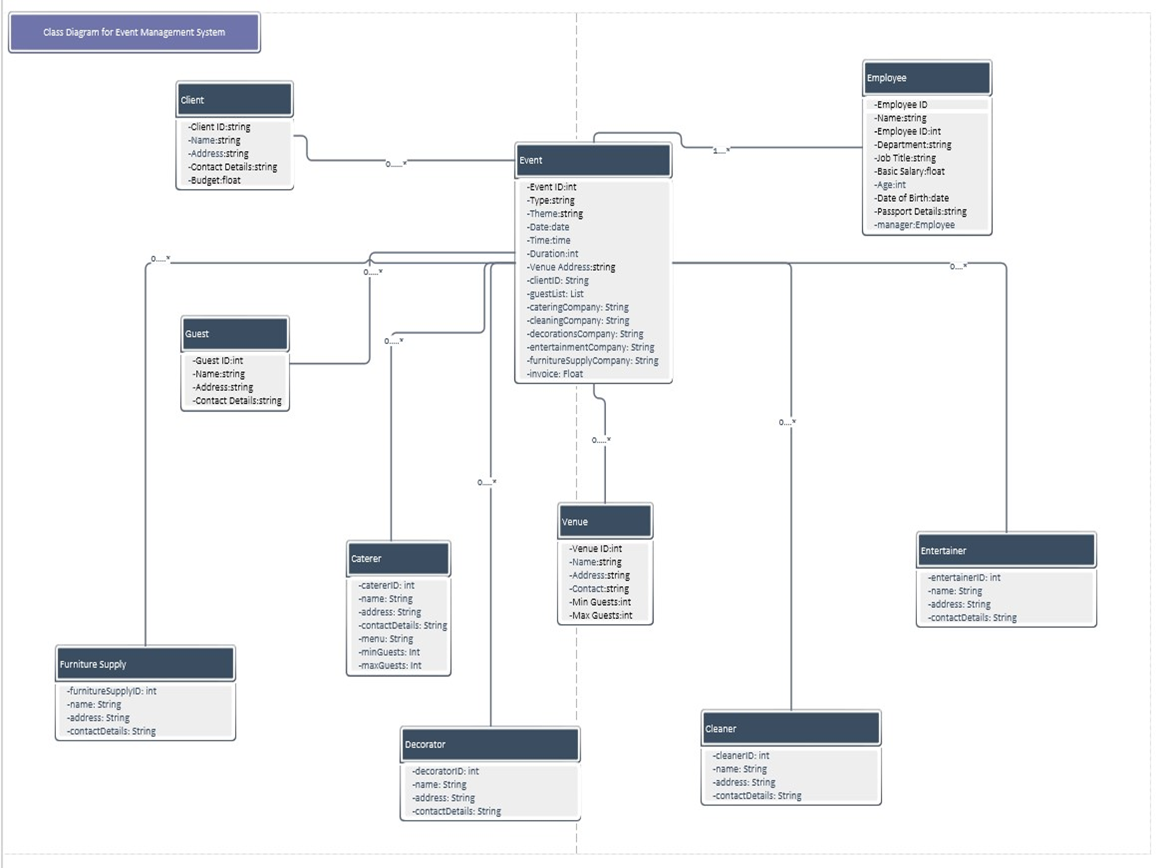 Class Diagram for Event Management System
Client
-Client ID:string
-Name:string
-Address:string
-Contact Details:string
-Budget:float
0....*
Employee
-Employee ID
-Name:string
-Employee ID:int
-Department:string
-Job Title:string
-Basic Salary:float
-Age:int
-Date of Birth:date
-Passport Details:string
-manager:Employee
1...*
Event
-Event ID:int
-Type:string
-Theme:string
-Date:date
-Time:time
-Duration:int
-Venue Address:string
-clientID: String
-guestList: List
-cateringCompany: String
-cleaningCompany: String
-decorationsCompany: String
-entertainmentCompany: String
-furnitureSupplyCompany: String
-invoice: Float
0....*
0....*
0...*
Guest
-Guest ID:int
-Name:string
-Address:string
-Contact Details:string
0....*
0....*
0....*
0....*
Venue
-Venue ID:int
-Name:string
-Address:string
-Contact:string
-Min Guests:int
-Max Guests:int
Caterer
-catererID: int
-name: String
-address: String
-contactDetails: String
-menu: String
-minGuests: Int
-maxGuests: Int
Entertainer
-entertainerID: int
-name: String
-address: String
-contactDetails: String
Furniture Supply
-furnitureSupplyID: int
-name: String
-address: String
-contactDetails: String
Decorator
-decoratorID: int
-name: String
-address: String
-contactDetails: String
Cleaner
-cleanerID: int
-name: String
-address: String
-contactDetails: String